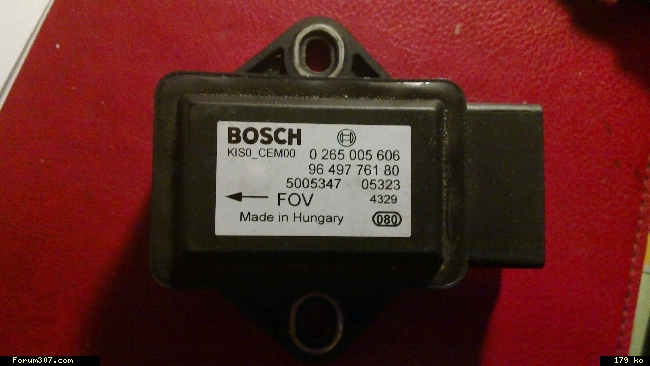 BOSCH
KIS0_CEM00 0 265 005 606
96 497 761 80
5005347 05323
FOV 4329
Made in Hungary 080
Forum307.com 179 ko